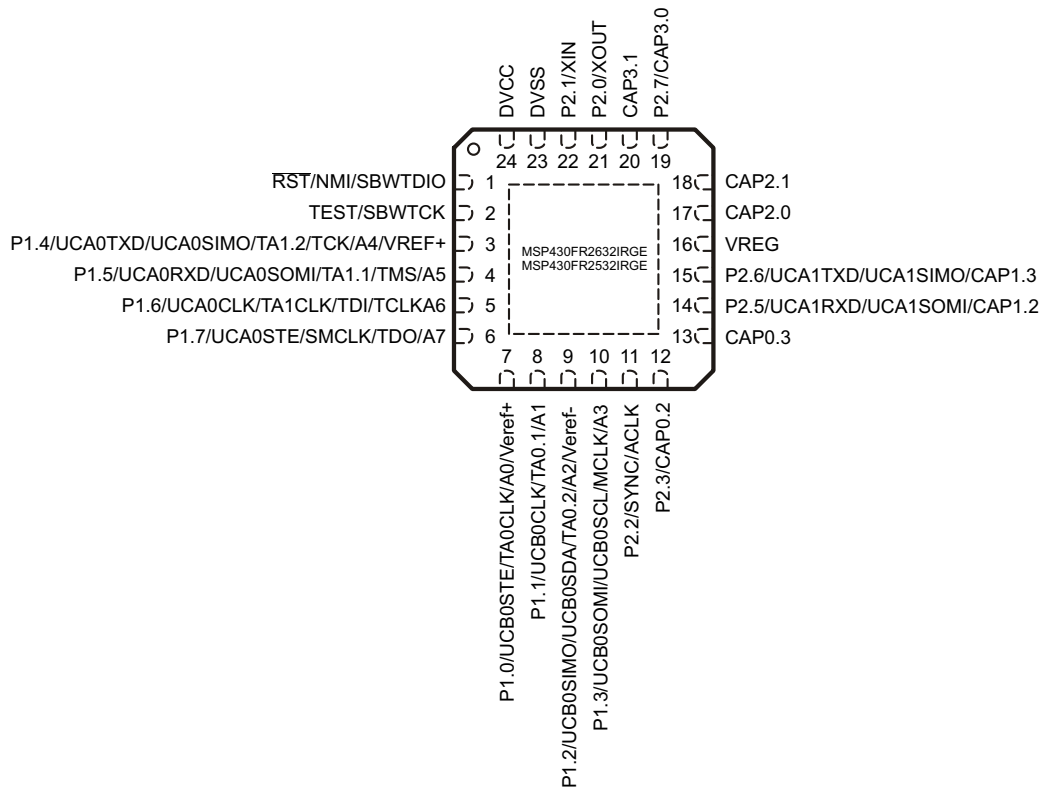 DVCC
DVSS
P2.1/XIN
P2.0/XOUT
CAP3.1
P2.7/CAP3.0
24
23
22
21
20
19
RST/NMI/SBWTDIO
1
TEST/SBWTCK
2
P1.4/UCA0TXD/UCA0SIMO/TA1.2/TCK/A4/VREF+
3
P1.5/UCA0RXD/UCA0SOMI/TA1.1/TMS/A5
4
P1.6/UCA0CLK/TA1CLK/TDI/TCLKA6
5
P1.7/UCA0STE/SMCLK/TDO/A7
6
MSP430FR2632IRGE
MSP430FR2532IRGE
18
CAP2.1
17
CAP2.0
16
VREG
15
P2.6/UCA1TXD/UCA1SIMO/CAP1.3
14
P2.5/UCA1RXD/UCA1SOMI/CAP1.2
13
CAP0.3
7
8
9
10
11
12
P1.0/UCB0STE/TA0CLK/A0/Veref+
P1.1/UCB0CLK/TA0.1/A1
P1.2/UCB0SIMO/UCB0SDA/TA0.2/A2/Veref-
P1.3/UCB0SOMI/UCB0SCL/MCLK/A3
P2.2/SYNC/ACLK
P2.3/CAP0.2